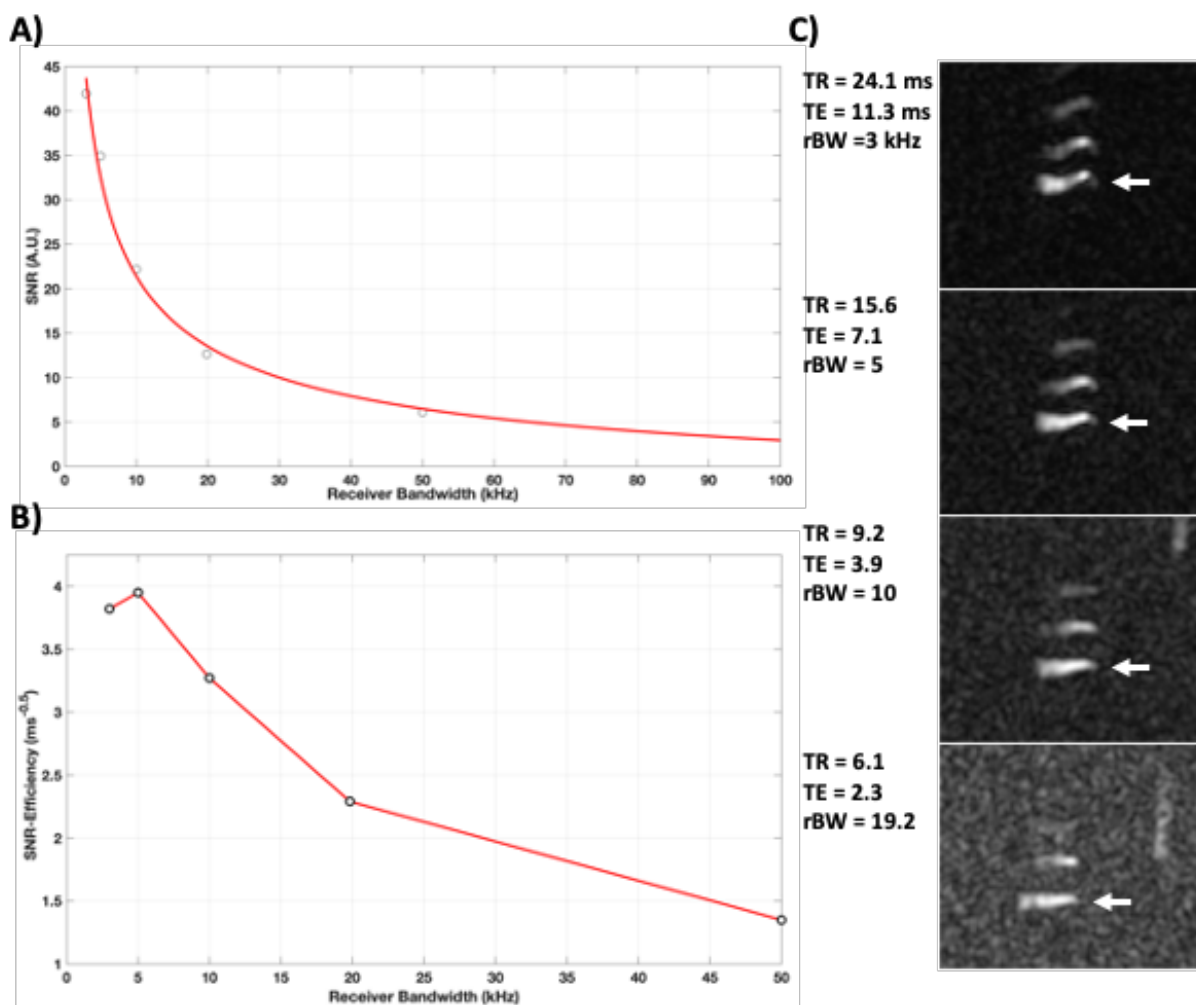 A)
45
40
35
30
25
20
15
10
5
0
SNR (A.U.)
0 10 20 30 40 50 60 70 80 90 100
Receiver Bandwidth (kHz)
B)
4
3.5
3
2.5
2
1.5
1
SNR-Efficiency (ms^-0.5)
0 5 10 15 20 25 30 35 40 45 50
Receiver Bandwidth (kHz)
C)
TR = 24.1 ms
TE = 11.3 ms
rBW =3 kHz
TR = 15.6
TE = 7.1
rBW = 5
TR = 9.2
TE = 3.9
rBW = 10
TR = 6.1
TE = 2.3
rBW = 19.2